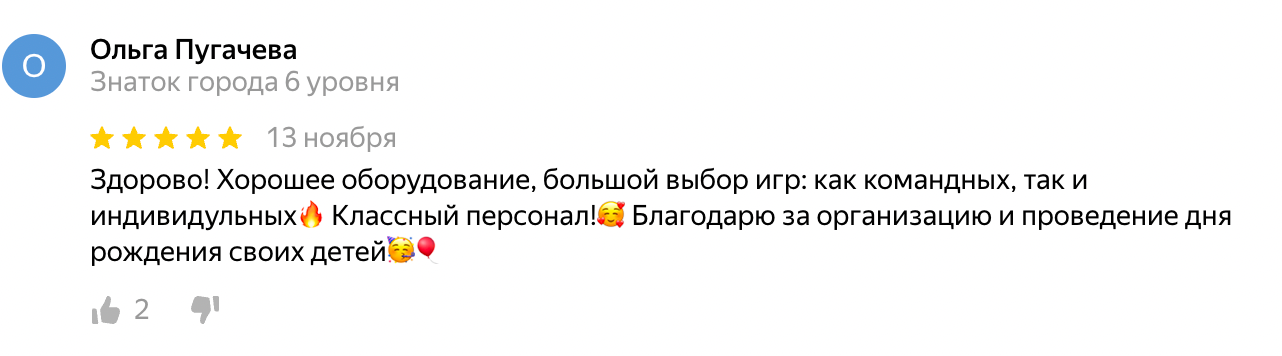 О
Ольга Пугачева
Знаток города 6 уровня
13 ноября
Здорово! Хорошее оборудование, большой выбор игр: как командных, так и
индивидульных🔥 Классный персонал!🥰 Благодарю за организацию и проведение дня
рождения своих детей🥳🎈
2